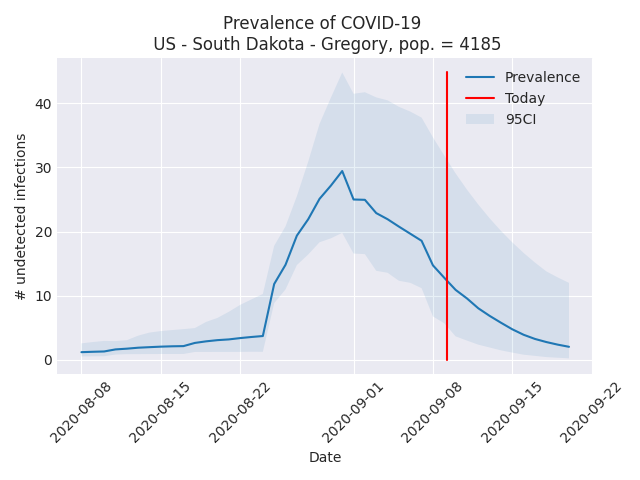 Prevalence of COVID-19
US - South Dakota - Gregory, pop. = 4185
# undetected infections
40
30
20
10
0
Prevalence
Today
95CI
2020-08-08
2020-08-15
2020-08-22
2020-09-01
2020-09-08
2020-09-15
2020-09-22
Date